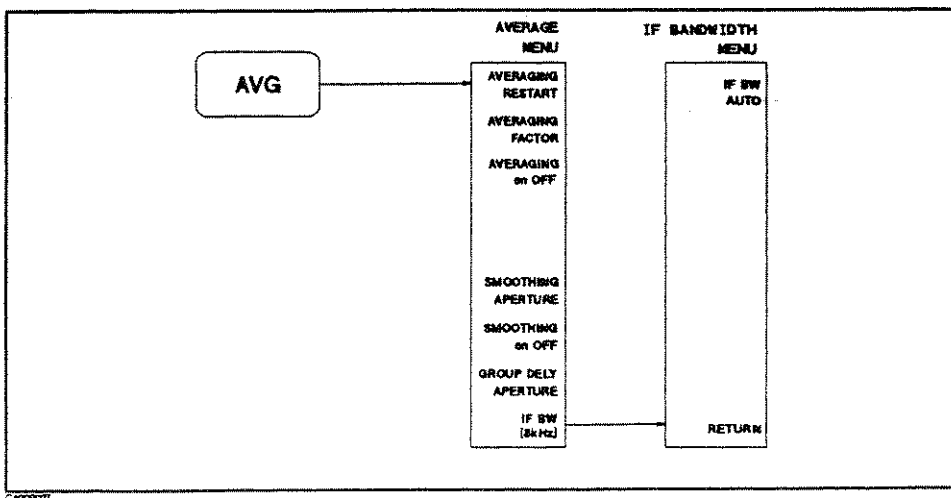 AVG
AVERAGE
MENU
AVERAGING
RESTART
AVERAGING
FACTOR
AVERAGING
on OFF
SMOOTHING
APERTURE
SMOOTHING
on OFF
GROUP DELY
APERTURE
IF BW
IF BANDWIDTH
MENU
IF BW
AUTO
RETURN